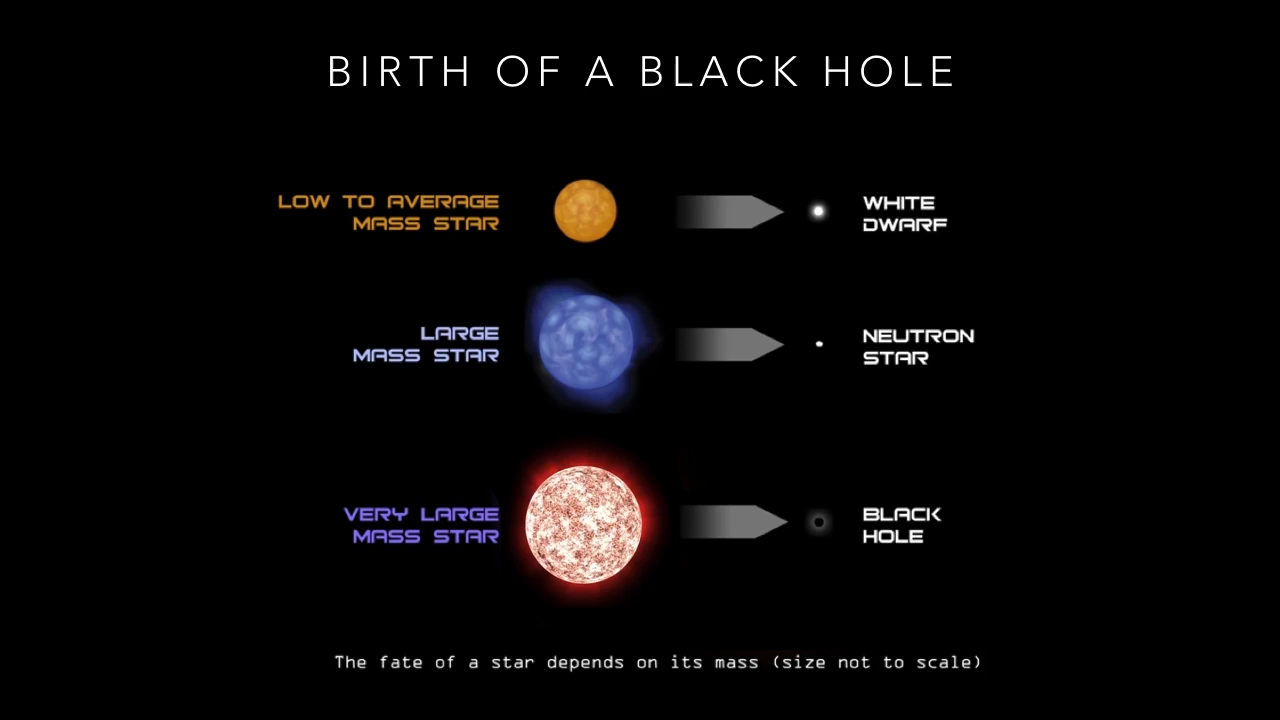 BIRTH OF A BLACK HOLE
LOW TO AVERAGE
MASS STAR
WHITE
DWARF
LARGE
MASS STAR
NEUTRON
STAR
VERY LARGE
MASS STAR
BLACK
HOLE
The fate of a star depends on its mass (size not to scale)